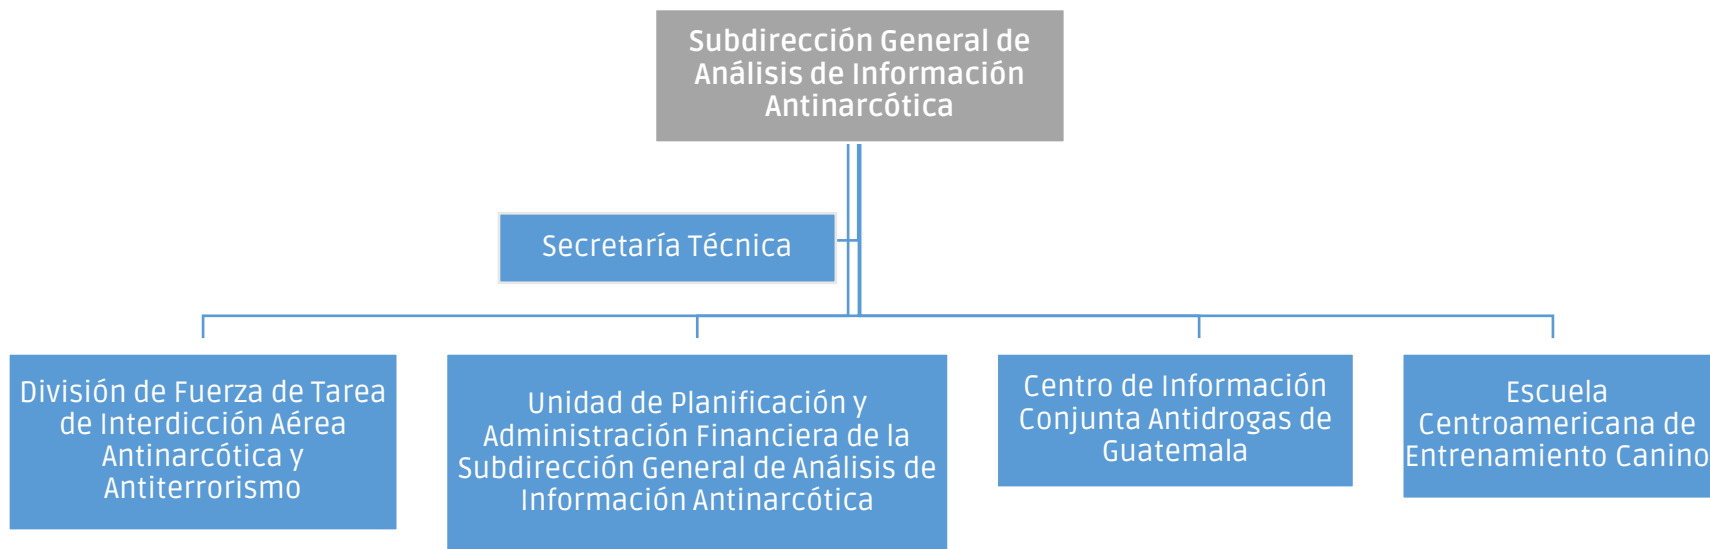 Subdirección General de
Análisis de Información
Antinarcótica
Secretaría Técnica
División de Fuerza de Tarea
de Interdicción Aérea
Antinarcótica y
Antiterrorismo
Unidad de Planificación y
Administración Financiera de la
Subdirección General de Análisis de
Información Antinarcótica
Centro de Información
Conjunta Antidrogas de
Guatemala
Escuela
Centroamericana de
Entrenamiento Canino